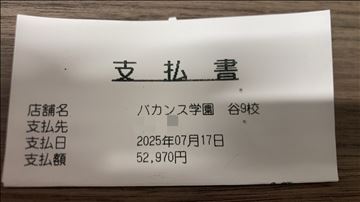 支払書
店舗名 バカンス学園 谷9校
支払先
支払日 2025年07月17日
支払額 52,970円